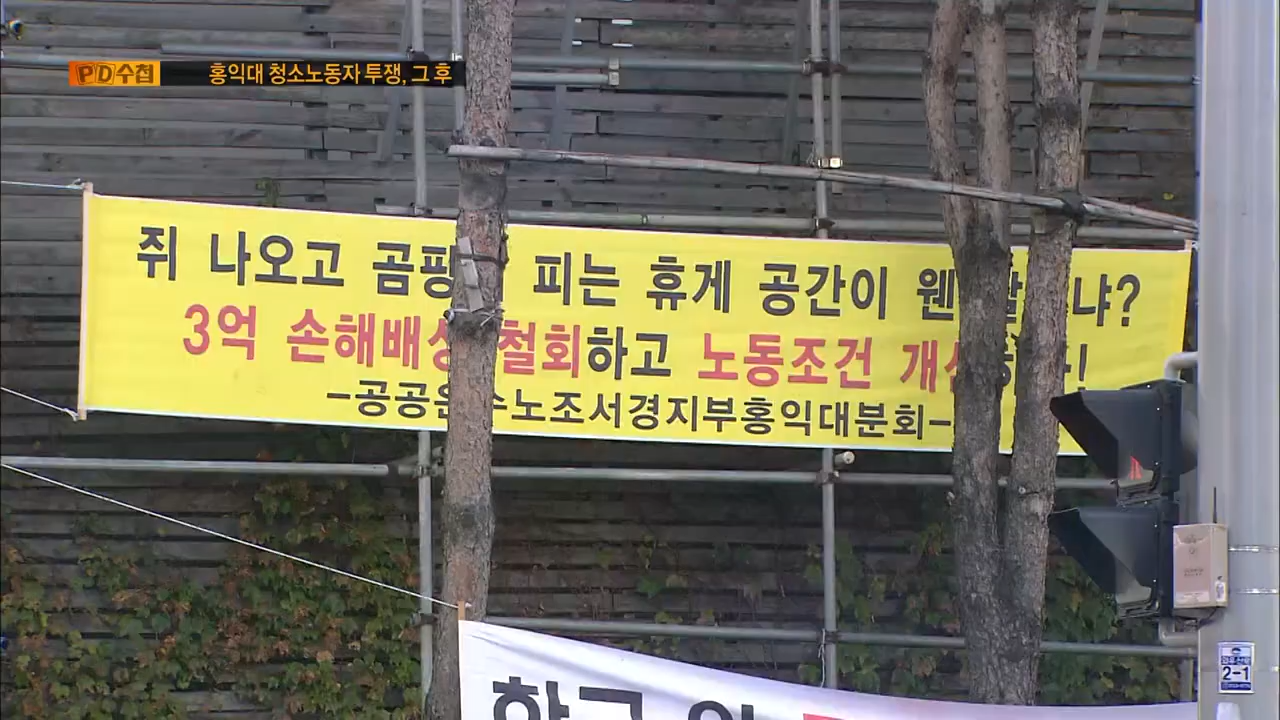 PD수첩 홍익대 청소노동자 투쟁, 그 후
쥐 나오고 피는 휴게 공간이 웬
3억 손해배상 철회하고 노동조건
-공공운수노조서경지부홍익대분회-
2-1